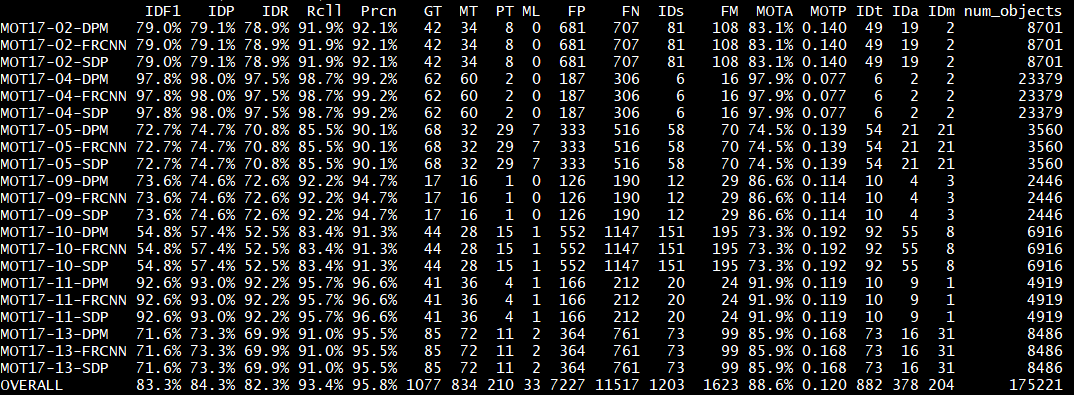 IDF1 IDP IDR Rcll Prcn GT MT PT ML FP FN IDs FM MOTA MOTP IDt IDa IDm num_objects
MOT17-02-DPM 79.0% 79.1% 78.9% 91.9% 92.1% 42 34 8 0 681 707 81 108 83.1% 0.140 49 19 2 8701
MOT17-02-FRCNN 79.0% 79.1% 78.9% 91.9% 92.1% 42 34 8 0 681 707 81 108 83.1% 0.140 49 19 2 8701
MOT17-02-SDP 79.0% 79.1% 78.9% 91.9% 92.1% 42 34 8 0 681 707 81 108 83.1% 0.140 49 19 2 8701
MOT17-04-DPM 97.8% 98.0% 97.5% 98.7% 99.2% 62 60 2 0 187 306 6 16 97.9% 0.077 6 2 2 23379
MOT17-04-FRCNN 97.8% 98.0% 97.5% 98.7% 99.2% 62 60 2 0 187 306 6 16 97.9% 0.077 6 2 2 23379
MOT17-04-SDP 97.8% 98.0% 97.5% 98.7% 99.2% 62 60 2 0 187 306 6 16 97.9% 0.077 6 2 2 23379
MOT17-05-DPM 72.7% 74.7% 70.8% 85.5% 90.1% 68 32 29 7 333 516 58 70 74.5% 0.139 54 21 21 3560
MOT17-05-FRCNN 72.7% 74.7% 70.8% 85.5% 90.1% 68 32 29 7 333 516 58 70 74.5% 0.139 54 21 21 3560
MOT17-05-SDP 72.7% 74.7% 70.8% 85.5% 90.1% 68 32 29 7 333 516 58 70 74.5% 0.139 54 21 21 3560
MOT17-09-DPM 73.6% 74.6% 72.6% 92.2% 94.7% 17 16 1 0 126 190 12 29 86.6% 0.114 10 4 3 2446
MOT17-09-FRCNN 73.6% 74.6% 72.6% 92.2% 94.7% 17 16 1 0 126 190 12 29 86.6% 0.114 10 4 3 2446
MOT17-09-SDP 73.6% 74.6% 72.6% 92.2% 94.7% 17 16 1 0 126 190 12 29 86.6% 0.114 10 4 3 2446
MOT17-10-DPM 54.8% 57.4% 52.5% 83.4% 91.3% 44 28 15 1 552 1147 151 195 73.3% 0.192 92 55 8 6916
MOT17-10-FRCNN 54.8% 57.4% 52.5% 83.4% 91.3% 44 28 15 1 552 1147 151 195 73.3% 0.192 92 55 8 6916
MOT17-10-SDP 54.8% 57.4% 52.5% 83.4% 91.3% 44 28 15 1 552 1147 151 195 73.3% 0.192 92 55 8 6916
MOT17-11-DPM 92.6% 93.0% 92.2% 95.7% 96.6% 41 36 4 1 166 212 20 24 91.9% 0.119 10 9 1 4919
MOT17-11-FRCNN 92.6% 93.0% 92.2% 95.7% 96.6% 41 36 4 1 166 212 20 24 91.9% 0.119 10 9 1 4919
MOT17-11-SDP 92.6% 93.0% 92.2% 95.7% 96.6% 41 36 4 1 166 212 20 24 91.9% 0.119 10 9 1 4919
MOT17-13-DPM 71.6% 73.3% 69.9% 91.0% 95.5% 85 72 11 2 364 761 73 99 85.9% 0.168 73 16 31 8486
MOT17-13-FRCNN 71.6% 73.3% 69.9% 91.0% 95.5% 85 72 11 2 364 761 73 99 85.9% 0.168 73 16 31 8486
MOT17-13-SDP 71.6% 73.3% 69.9% 91.0% 95.5% 85 72 11 2 364 761 73 99 85.9% 0.168 73 16 31 8486
OVERALL 83.3% 84.3% 82.3% 93.4% 95.8% 1077 834 210 33 7227 11517 1203 1623 88.6% 0.120 882 378 204 175221